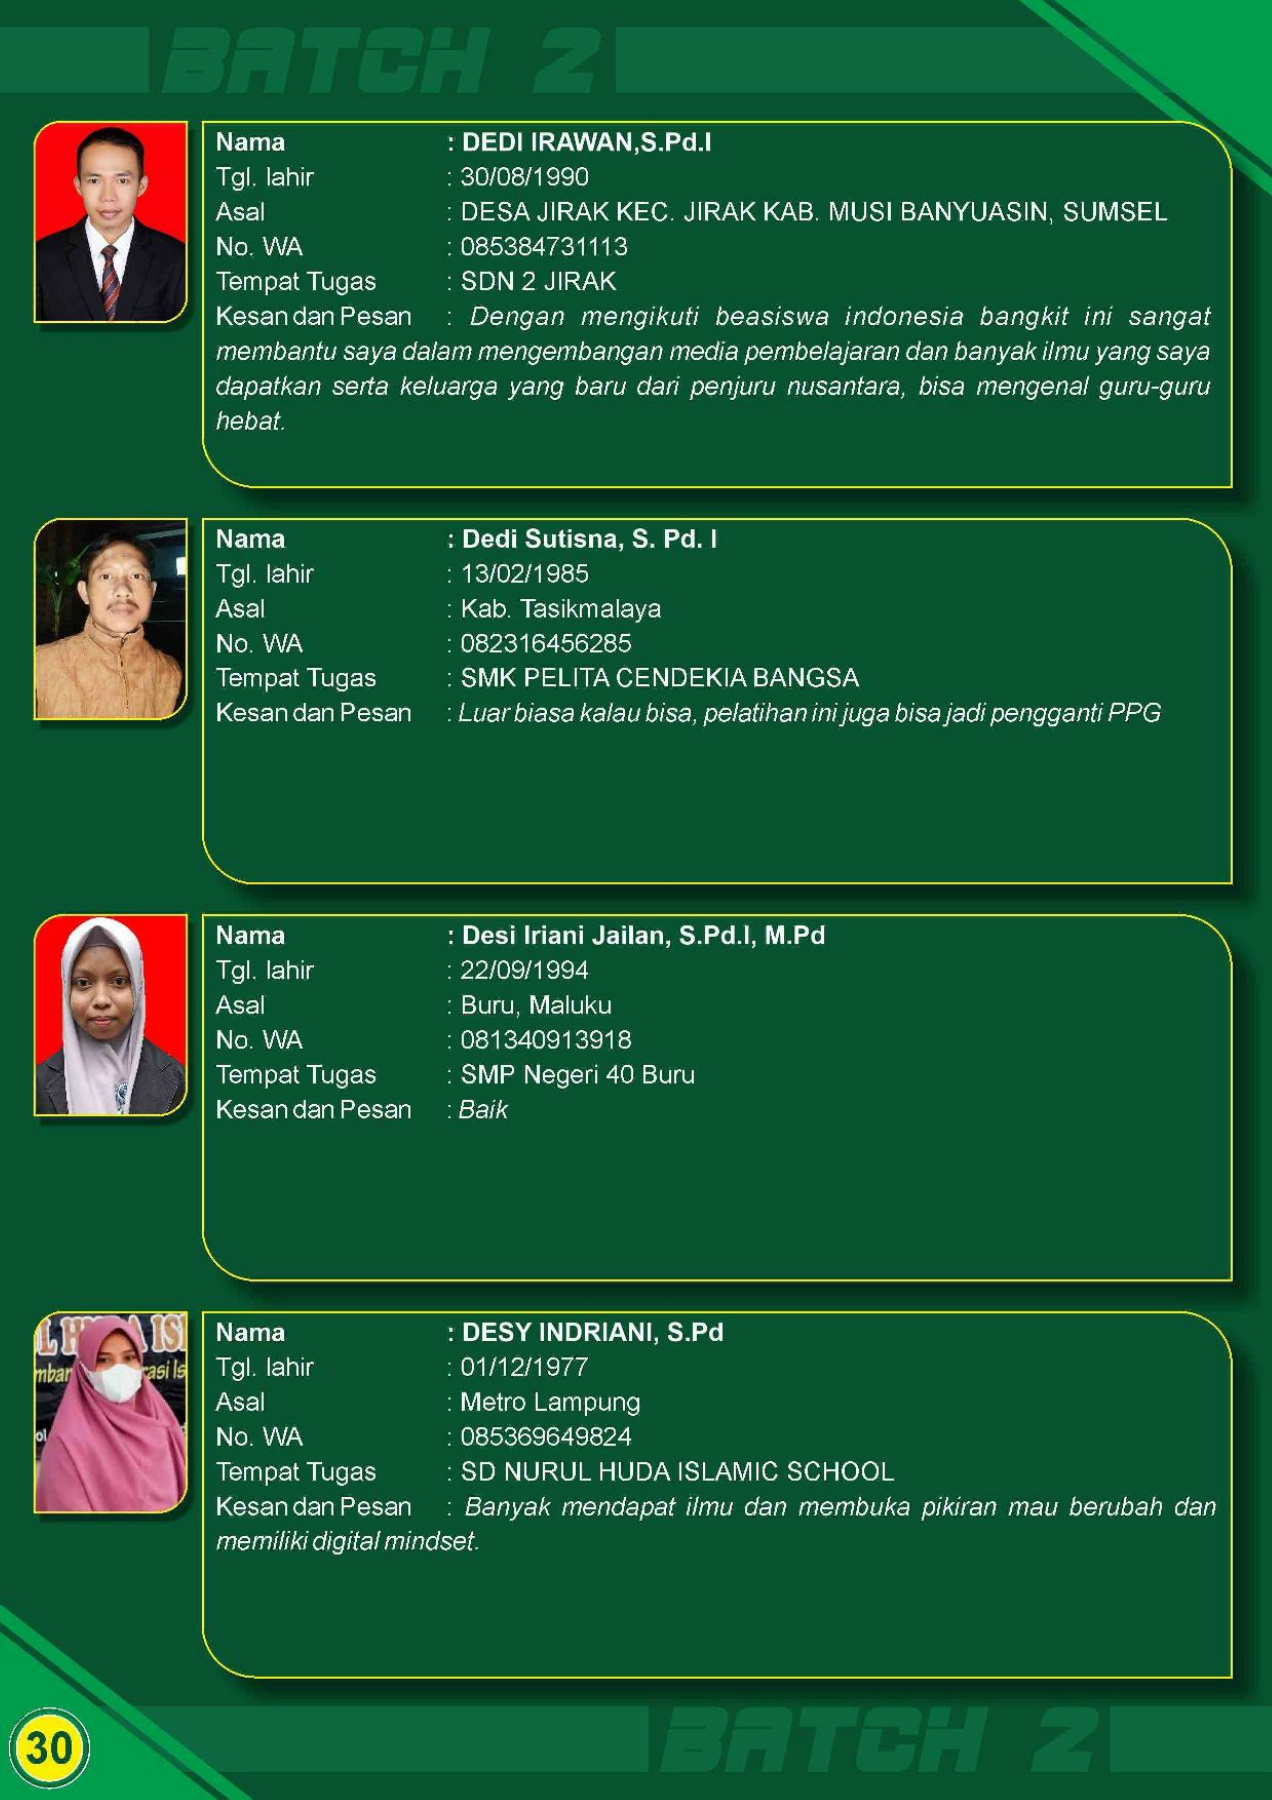 BATCH 2
Nama : DEDI IRAWAN,S.Pd.I
Tgl. lahir : 30/08/1990
Asal : DESA JIRAK KEC. JIRAK KAB. MUSI BANYUASIN, SUMSEL
No. WA : 085384731113
Tempat Tugas : SDN 2 JIRAK
Kesan dan Pesan : Dengan mengikuti beasiswa indonesia bangkit ini sangat
membantu saya dalam mengembangan media pembelajaran dan banyak ilmu yang saya
dapatkan serta keluarga yang baru dari penjuru nusantara, bisa mengenal guru-guru
hebat.
Nama : Dedi Sutisna, S. Pd. I
Tgl. lahir : 13/02/1985
Asal : Kab. Tasikmalaya
No. WA : 082316456285
Tempat Tugas : SMK PELITA CENDEKIA BANGSA
Kesan dan Pesan : Luar biasa kalau bisa, pelatihan ini juga bisa jadi pengganti PPG
Nama : Desi Iriani Jailan, S.Pd.I, M.Pd
Tgl. lahir : 22/09/1994
Asal : Buru, Maluku
No. WA : 081340913918
Tempat Tugas : SMP Negeri 40 Buru
Kesan dan Pesan : Baik
Nama : DESY INDRIANI, S.Pd
Tgl. lahir : 01/12/1977
Asal : Metro Lampung
No. WA : 085369649824
Tempat Tugas : SD NURUL HUDA ISLAMIC SCHOOL
Kesan dan Pesan : Banyak mendapat ilmu dan membuka pikiran mau berubah dan
memiliki digital mindset.
30
BATCH 2